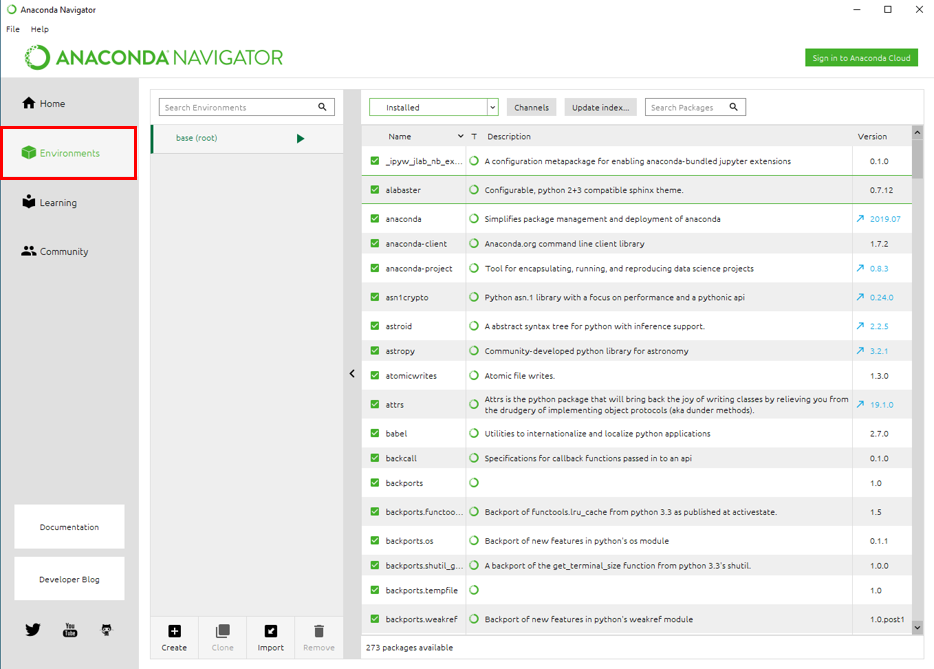 Anaconda Navigator
File Help
ANACONDA NAVIGATOR
Sign in to Anaconda Cloud
Home
Environments
Learning
Community
Documentation
Developer Blog
You Tube
Search Environments
base (root)
Create Clone Import Remove
Installed Channels Update index... Search Packages
Name T Description Version
_ipyw_jlab_nb_ex... A configuration metapackage for enabling anaconda-bundled jupyter extensions 0.1.0
alabaster Configurable, python 2+3 compatible sphinx theme. 0.7.12
anaconda Simplifies package management and deployment of anaconda 2019.07
anaconda-client Anaconda.org command line client library 1.7.2
anaconda-project Tool for encapsulating, running, and reproducing data science projects 0.8.3
asn1crypto Python asn.1 library with a focus on performance and a pythonic api 0.24.0
astroid A abstract syntax tree for python with inference support. 2.2.5
astropy Community-developed python library for astronomy 3.2.1
atomicwrites Atomic file writes. 1.3.0
attrs Attrs is the python package that will bring back the joy of writing classes by relieving you from
the drudgery of implementing object protocols (aka dunder methods). 19.1.0
babel Utilities to internationalize and localize python applications 2.7.0
backcall Specifications for callback functions passed in to an api 0.1.0
backports 1.0
backports.functoo... Backport of functools.lru_cache from python 3.3 as published at activestate. 1.5
backports.os Backport of new features in python's os module 0.1.1
backports.shutil_g... A backport of the get_terminal_size function from python 3.3's shutil. 1.0.0
backports.tempfile 1.0
backports.weakref Backport of new features in python's weakref module 1.0.post1
273 packages available